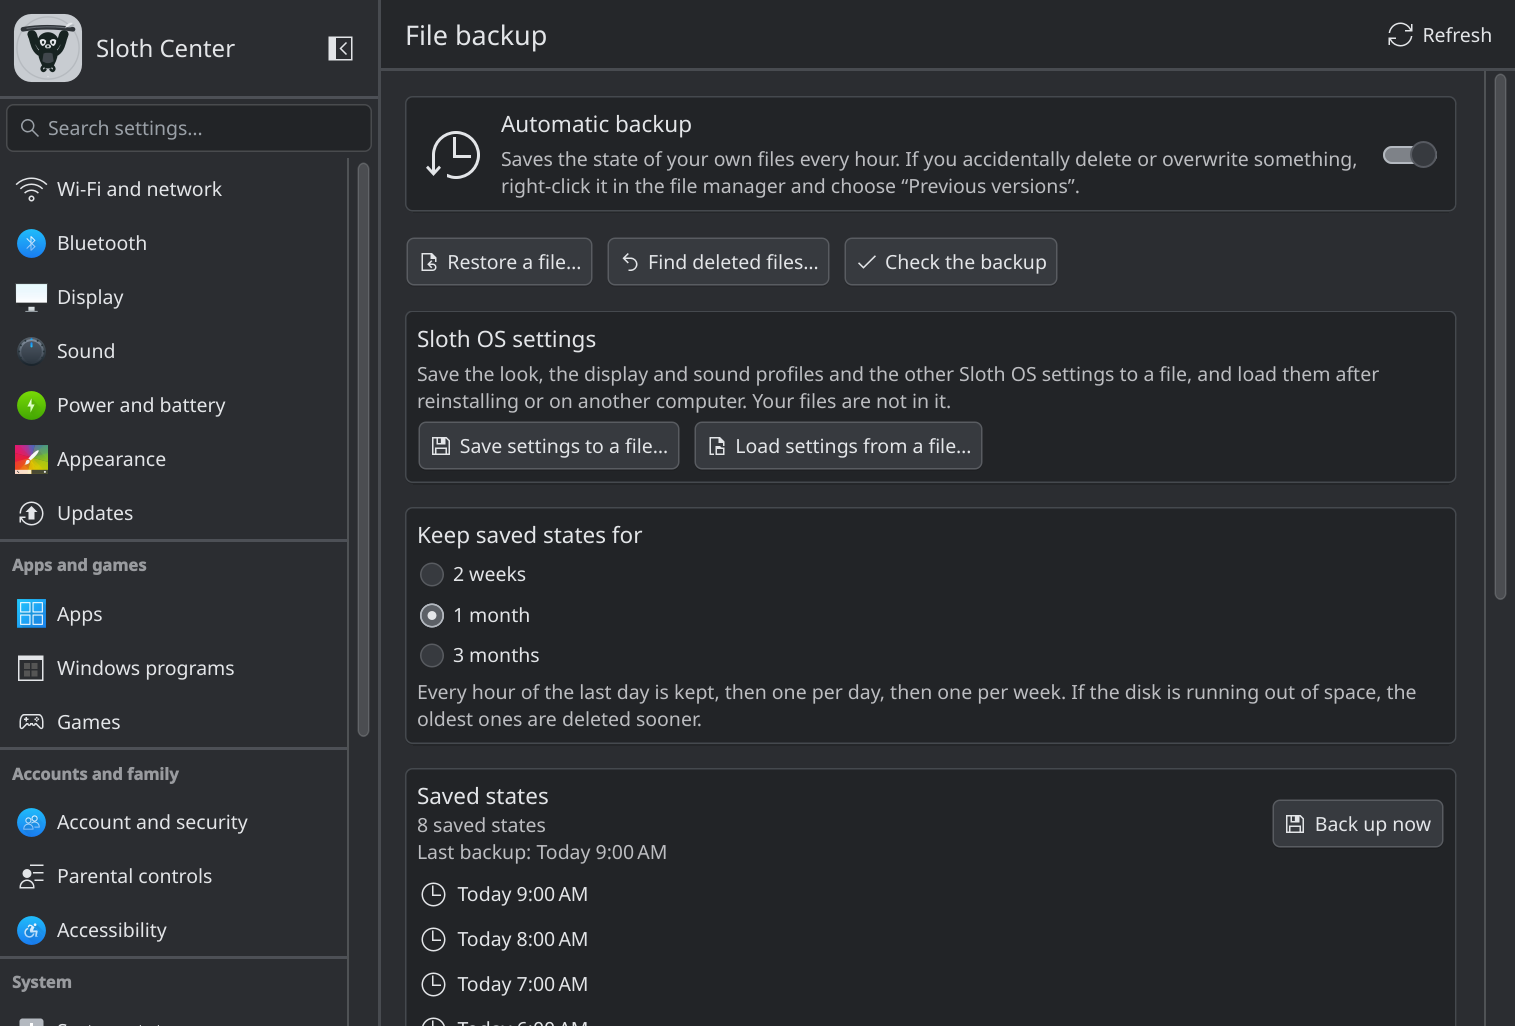 Sloth Center
Search settings...
Wi-Fi and network
Bluetooth
Display
Sound
Power and battery
Appearance
Updates
Apps and games
Apps
Windows programs
Games
Accounts and family
Account and security
Parental controls
Accessibility
System
File backup
Refresh
Automatic backup
Saves the state of your own files every hour. If you accidentally delete or overwrite something,
right-click it in the file manager and choose “Previous versions”.
Restore a file...
Find deleted files...
Check the backup
Sloth OS settings
Save the look, the display and sound profiles and the other Sloth OS settings to a file, and load them after
reinstalling or on another computer. Your files are not in it.
Save settings to a file...
Load settings from a file...
Keep saved states for
2 weeks
1 month
3 months
Every hour of the last day is kept, then one per day, then one per week. If the disk is running out of space, the
oldest ones are deleted sooner.
Saved states
8 saved states
Last backup: Today 9:00 AM
Back up now
Today 9:00 AM
Today 8:00 AM
Today 7:00 AM
Today 6:00 AM